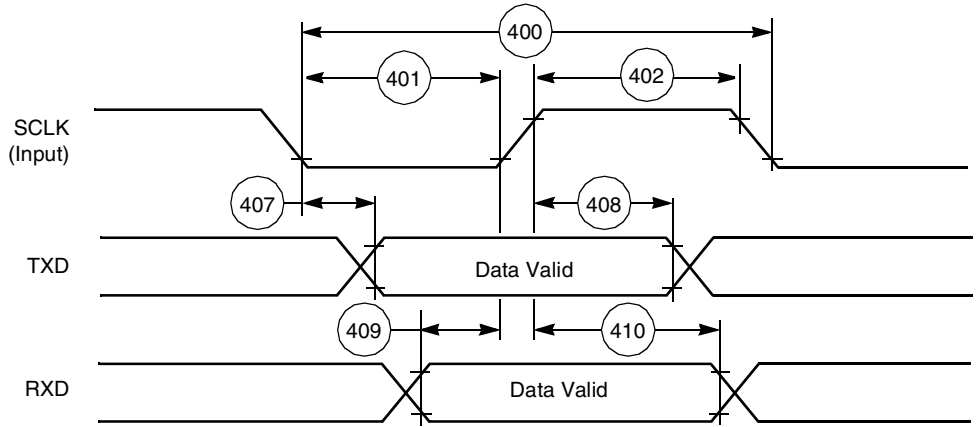 400
401
402
SCLK
(Input)
407
408
TXD
Data Valid
409
410
RXD
Data Valid